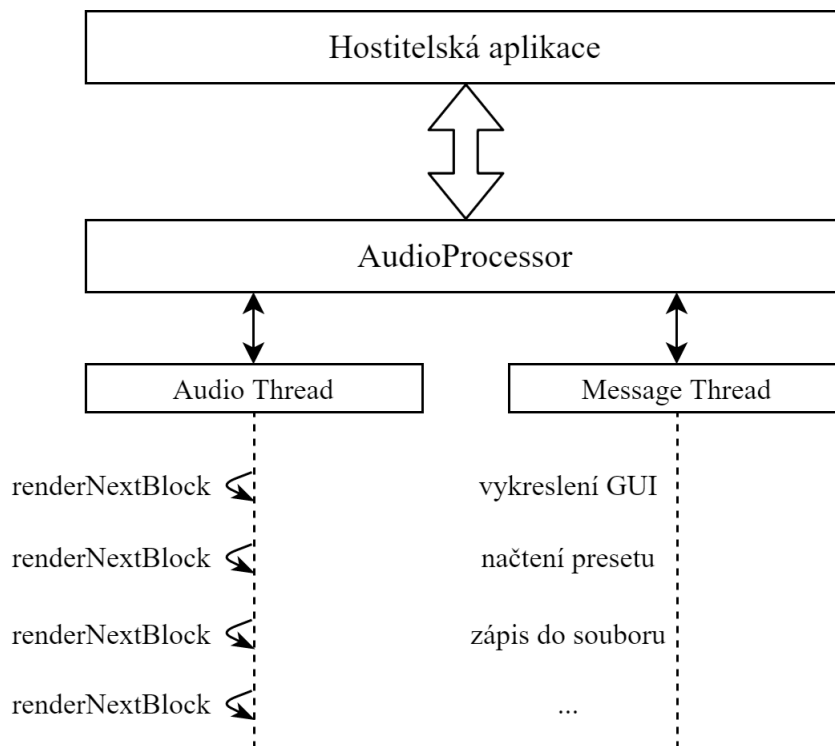 Hostitelská aplikace
AudioProcessor
Audio Thread
Message Thread
renderNextBlock
vykreslení GUI
renderNextBlock
načtení presetu
renderNextBlock
zápis do souboru
renderNextBlock
...